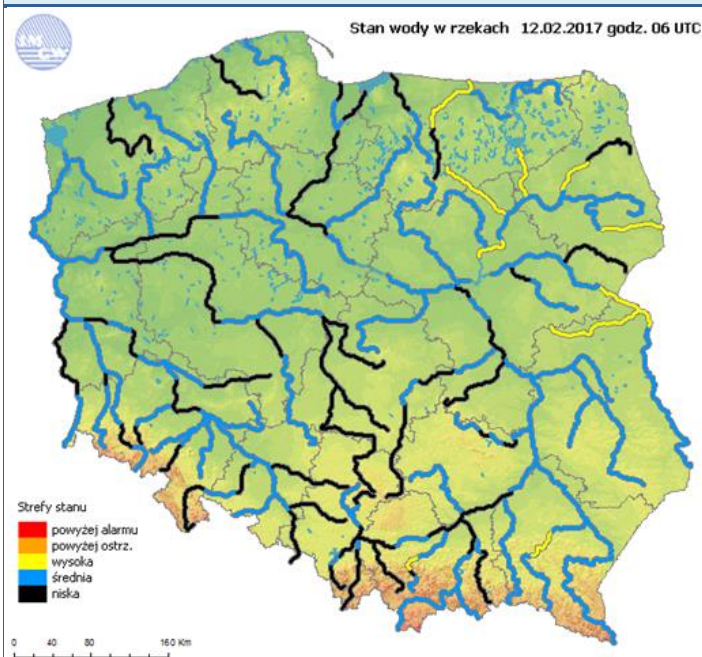 Stan wody w rzekach 12.02.2017 godz. 06 UTC
Strefy stanu
powyżej alarmu
powyżej ostrz.
wysoka
średnia
niska
0 40 80 160 Km